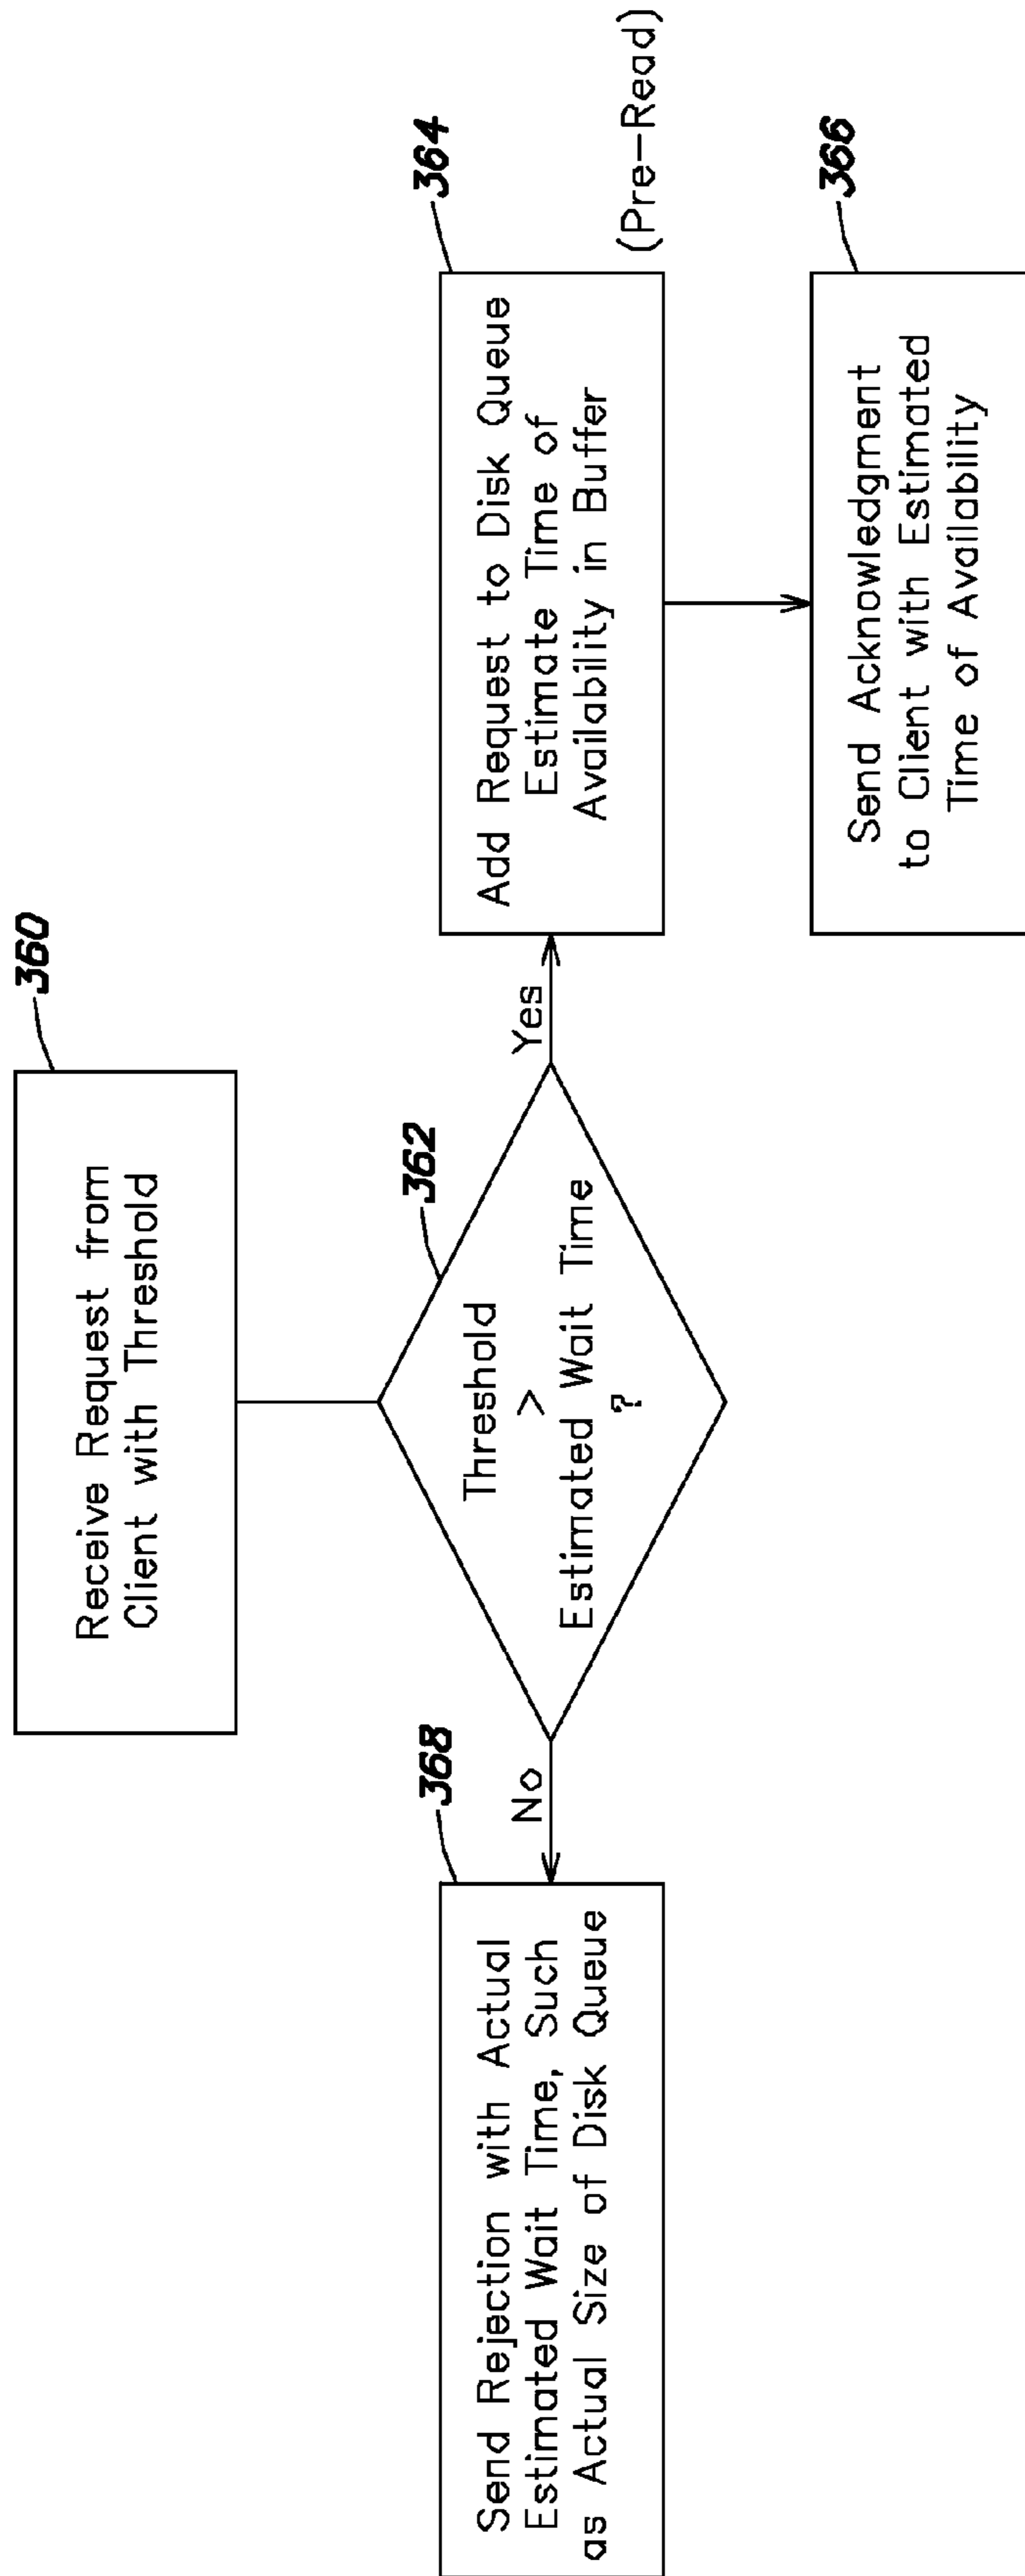 360
Receive Request from
Client with Threshold
362
Threshold
>
Estimated Wait Time
?
No
Yes
368
Send Rejection with Actual
Estimated Wait Time, Such
as Actual Size of Disk Queue
364
Add Request to Disk Queue
Estimate Time of
Availability in Buffer
(Pre-Read)
366
Send Acknowledgment
to Client with Estimated
Time of Availability